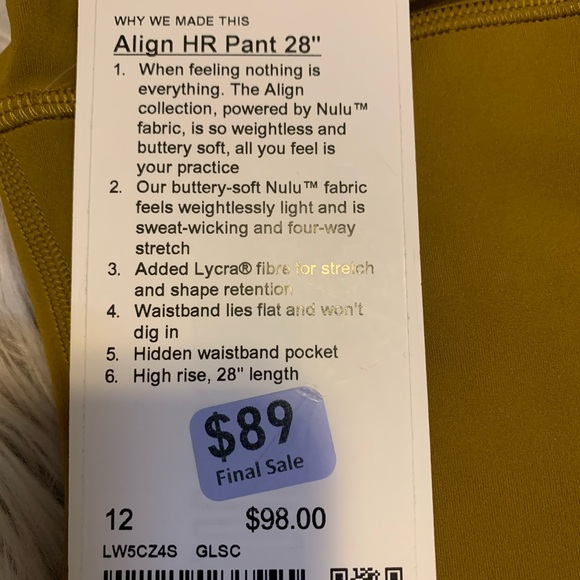 WHY WE MADE THIS
Align HR Pant 28"
1. When feeling nothing is
everything. The Align
collection, powered by Nulu™
fabric, is so weightless and
buttery soft, all you feel is
your practice
2. Our buttery-soft Nulu™ fabric
feels weightlessly light and is
sweat-wicking and four-way
stretch
3. Added Lycra® fibre for stretch
and shape retention
4. Waistband lies flat and won't
dig in
5. Hidden waistband pocket
6. High rise, 28" length
$89
Final Sale
12 $98.00
LW5CZ4S GLSC